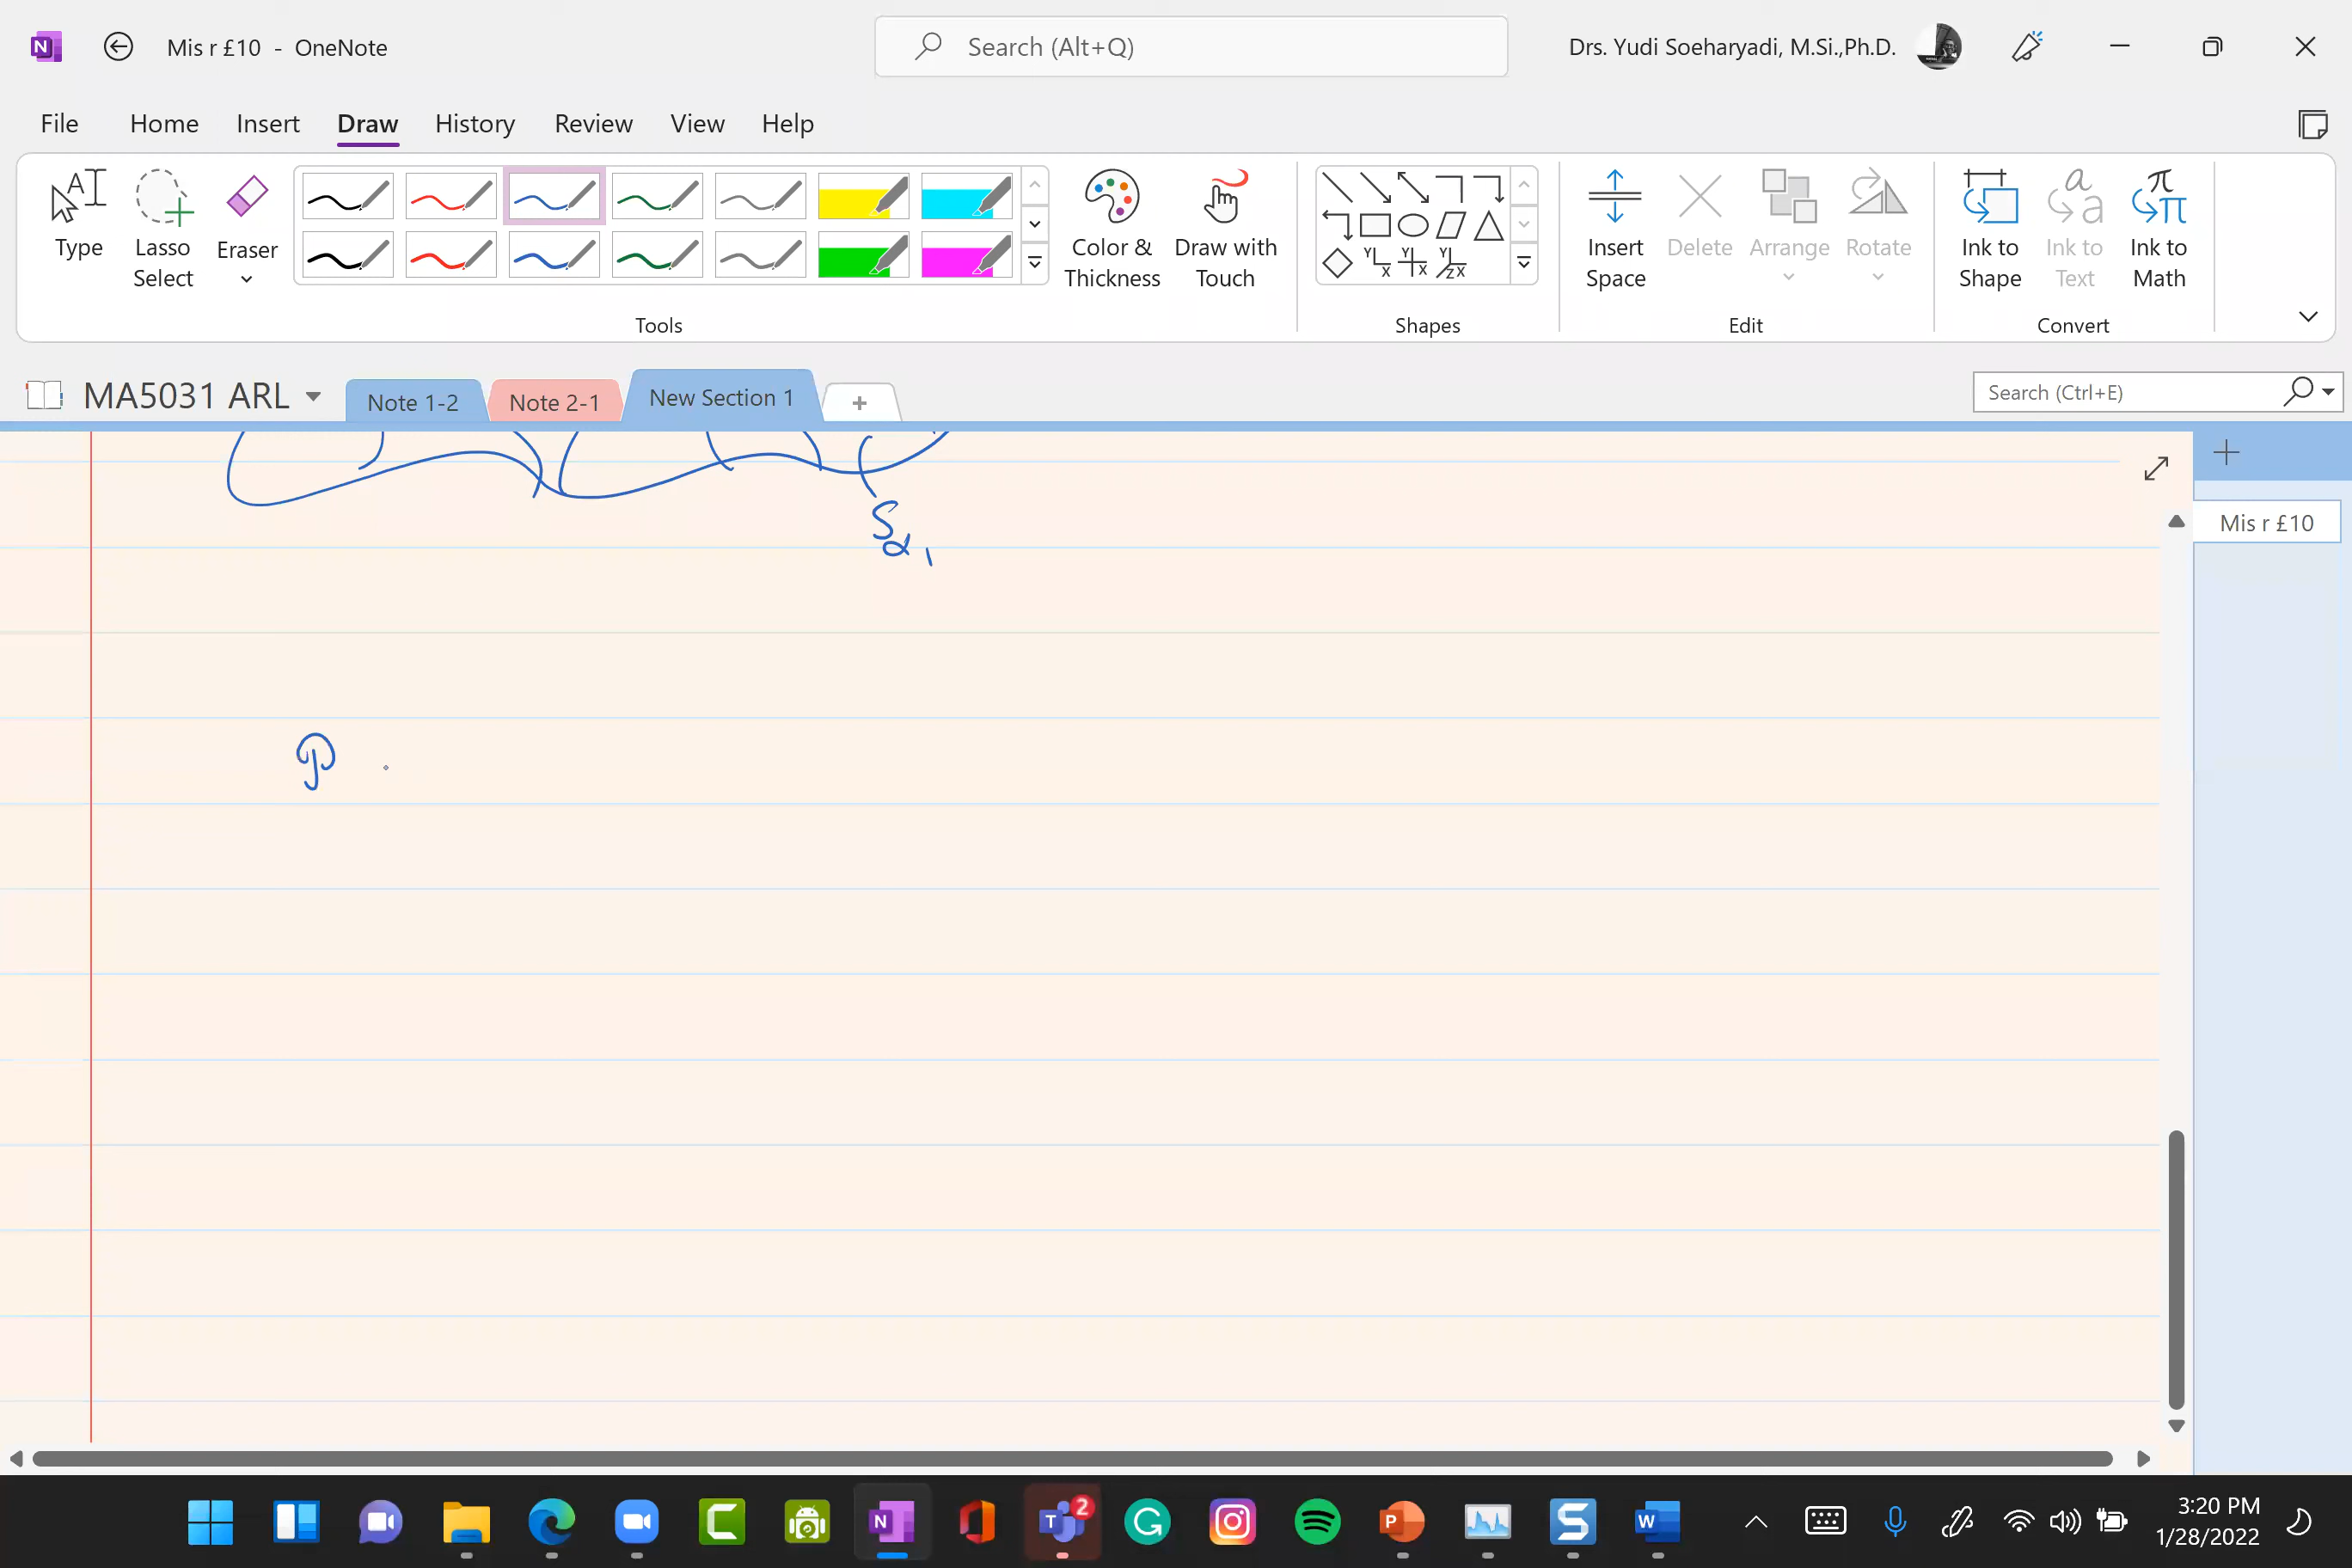 Mis r £10 - OneNote
Search (Alt+Q)
Drs. Yudi Soeharyadi, M.Si.,Ph.D.
File Home Insert Draw History Review View Help
Type
Lasso Select
Eraser
Color & Thickness
Draw with Touch
Insert Space
Delete
Arrange
Rotate
Ink to Shape
Ink to Text
Ink to Math
Tools
Shapes
Edit
Convert
MA5031 ARL
Note 1-2
Note 2-1
New Section 1
Search (Ctrl+E)
Mis r £10
S α 1
P
2
3:20 PM
1/28/2022